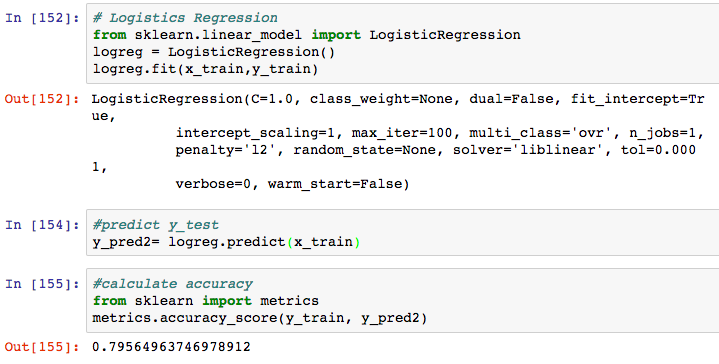 In [152]: # Logistics Regression
from sklearn.linear_model import LogisticRegression
logreg = LogisticRegression()
logreg.fit(x_train,y_train)
Out[152]: LogisticRegression(C=1.0, class_weight=None, dual=False, fit_intercept=Tr
ue,
intercept_scaling=1, max_iter=100, multi_class='ovr', n_jobs=1,
penalty='l2', random_state=None, solver='liblinear', tol=0.000
1,
verbose=0, warm_start=False)
In [154]: #predict y_test
y_pred2= logreg.predict(x_train)
In [155]: #calculate accuracy
from sklearn import metrics
metrics.accuracy_score(y_train, y_pred2)
Out[155]: 0.79564963746978912